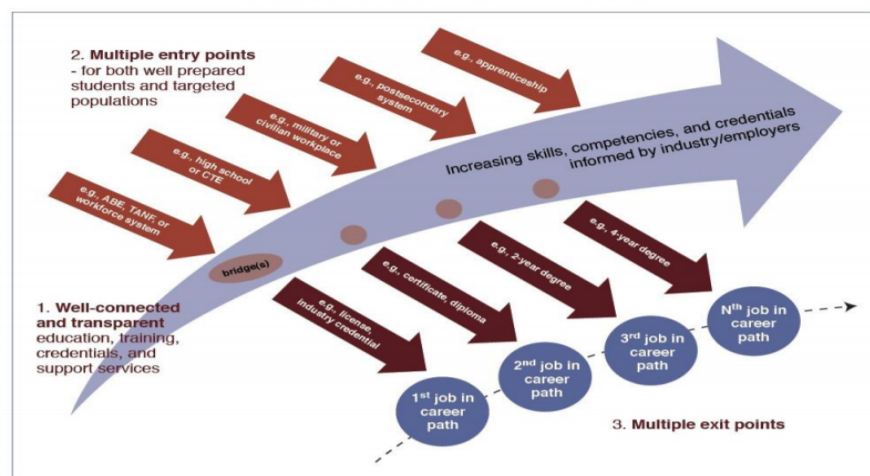 2. Multiple entry points
- for both well prepared
students and targeted
populations
e.g., apprenticeship
e.g., postsecondary
system
e.g., military or
civilian workplace
e.g., high school
or CTE
e.g., ABE, TANF, or
workforce system
Increasing skills, competencies, and credentials
informed by industry/employers
bridge(s)
1. Well-connected
and transparent
education, training,
credentials, and
support services
e.g., license,
industry credential
e.g., certificate, diploma
e.g., 2-year degree
e.g., 4-year degree
1st job in
career
path
2nd job in
career
path
3rd job in
career
path
Nth job in
career
path
3. Multiple exit points